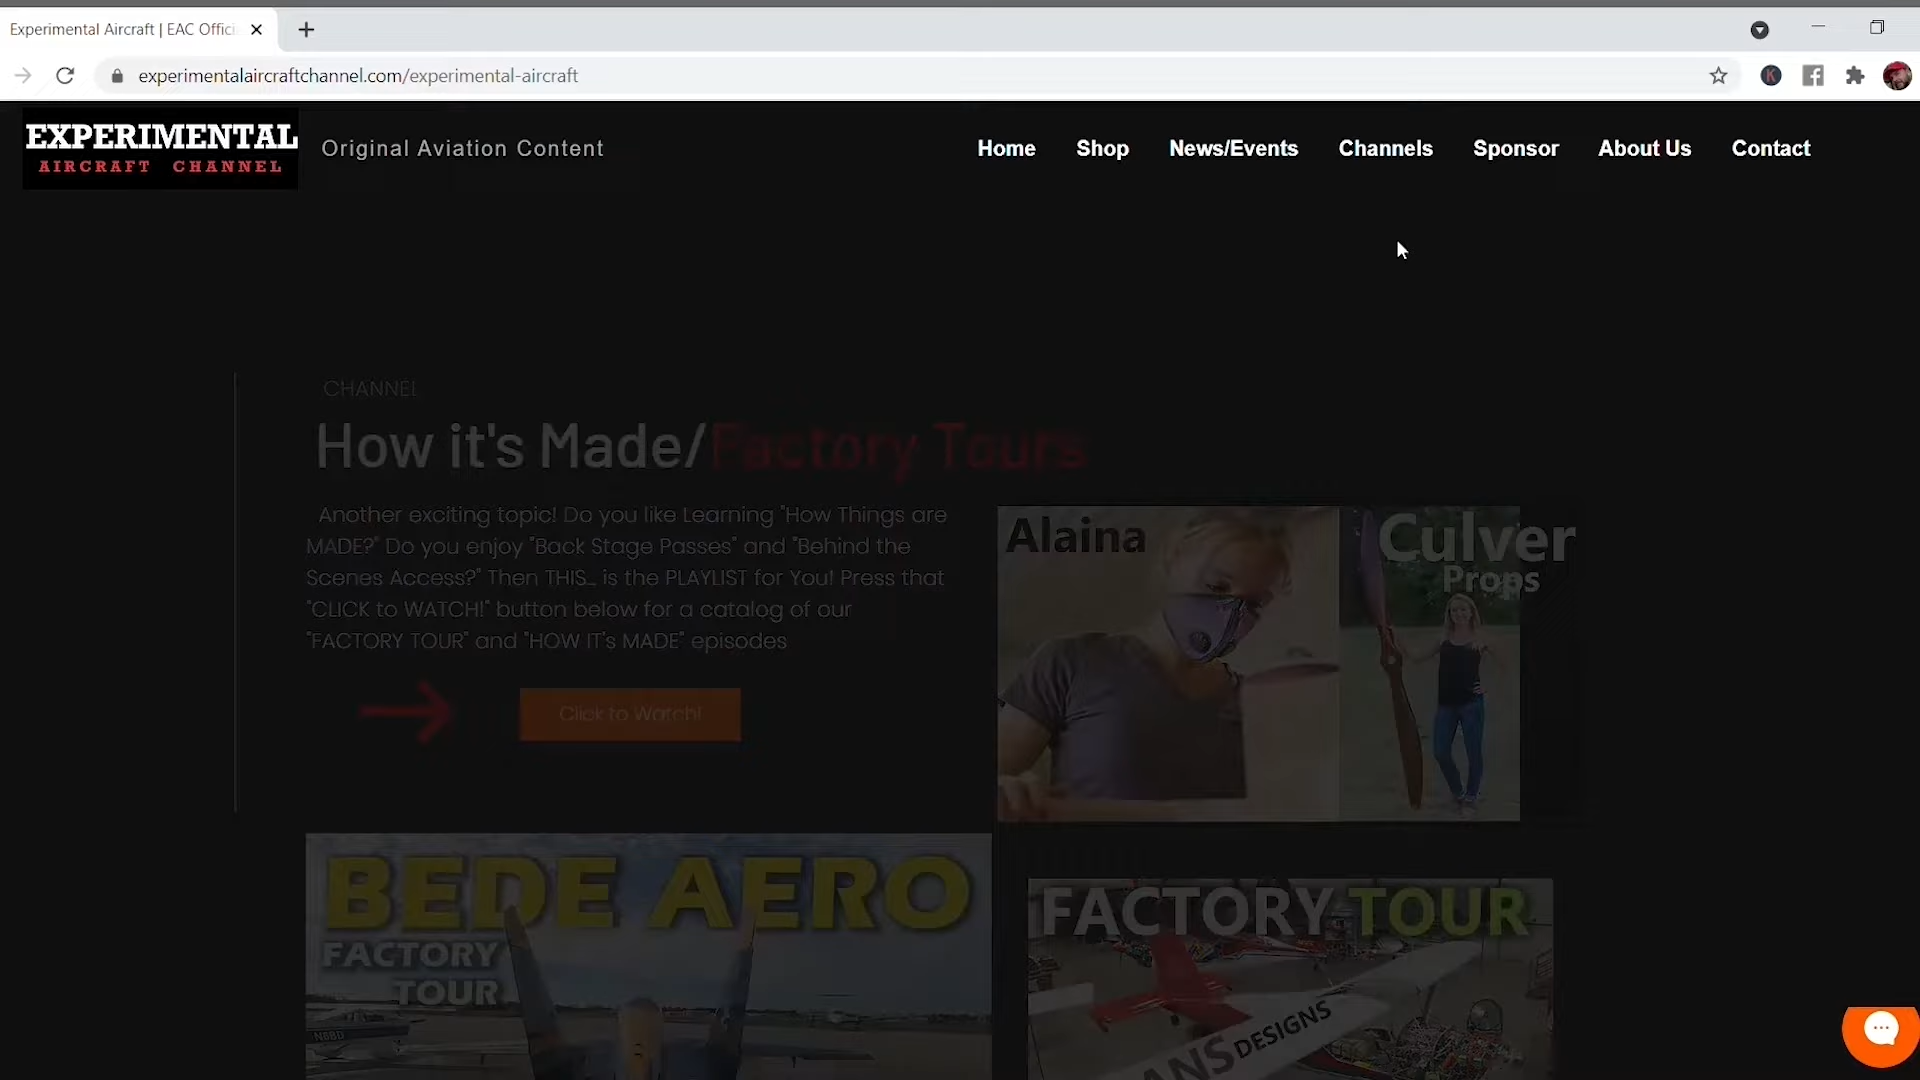 Experimental Aircraft | EAC Offici
experimentalaircraftchannel.com/experimental-aircraft
K
EXPERIMENTAL
AIRCRAFT CHANNEL
Original Aviation Content
Home Shop News/Events Channels Sponsor About Us Contact
CHANNEL
How it's Made/Factory Tours
Another exciting topic! Do you like Learning "How Things are
MADE?" Do you enjoy "Back Stage Passes" and "Behind the
Scenes Access?" Then THIS... is the PLAYLIST for You! Press that
"CLICK to WATCH!" button below for a catalog of our
"FACTORY TOUR" and "HOW IT's MADE" episodes
Click to Watch!
Alaina
Culver
Props
BEDE AERO
FACTORY
TOUR
N88D
FACTORY TOUR
ANS DESIGNS